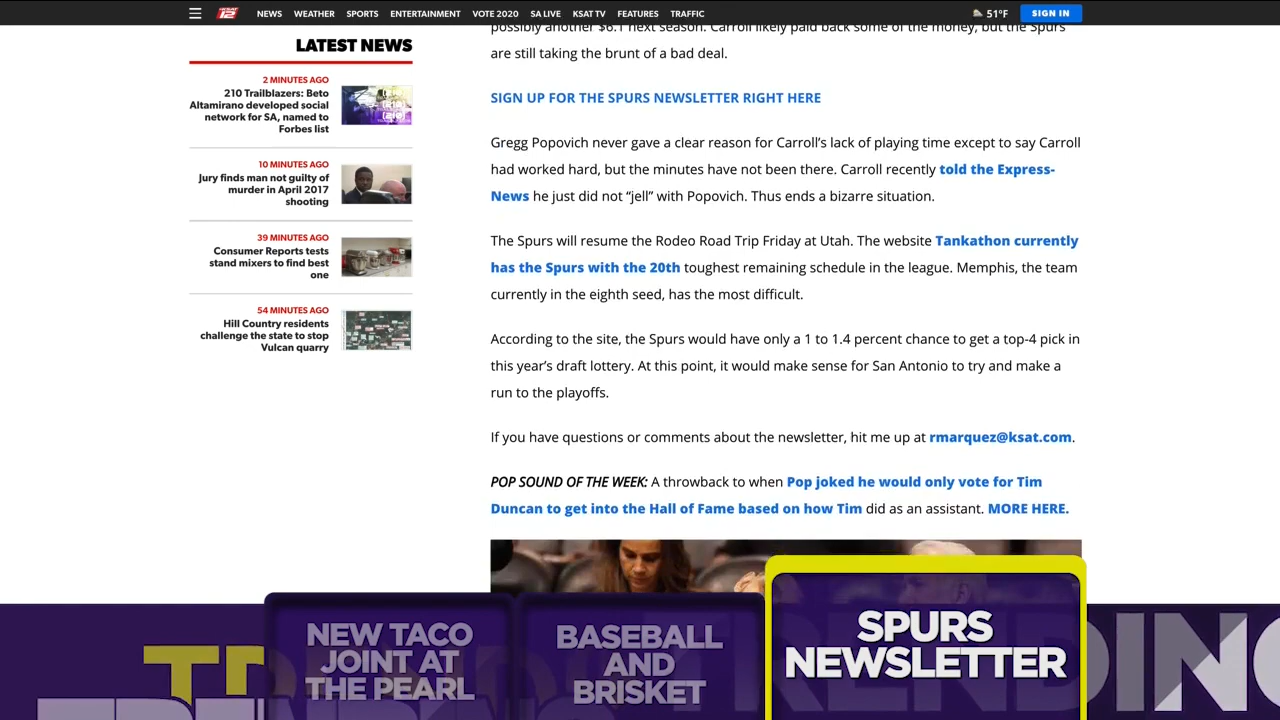 KSAT 12
NEWS
WEATHER
SPORTS
ENTERTAINMENT
VOTE 2020
SA LIVE
KSAT TV
FEATURES
TRAFFIC
51°F
SIGN IN
LATEST NEWS
2 MINUTES AGO
210 Trailblazers: Beto
Altamirano developed social
network for SA, named to
Forbes list
10 MINUTES AGO
Jury finds man not guilty of
murder in April 2017
shooting
39 MINUTES AGO
Consumer Reports tests
stand mixers to find best
one
54 MINUTES AGO
Hill Country residents
challenge the state to stop
Vulcan quarry
possibly another $6.1 next season. Carroll likely paid back some of the money, but the Spurs
are still taking the brunt of a bad deal.
SIGN UP FOR THE SPURS NEWSLETTER RIGHT HERE
Gregg Popovich never gave a clear reason for Carroll’s lack of playing time except to say Carroll
had worked hard, but the minutes have not been there. Carroll recently told the Express-
News he just did not “jell” with Popovich. Thus ends a bizarre situation.
The Spurs will resume the Rodeo Road Trip Friday at Utah. The website Tankathon currently
has the Spurs with the 20th toughest remaining schedule in the league. Memphis, the team
currently in the eighth seed, has the most difficult.
According to the site, the Spurs would have only a 1 to 1.4 percent chance to get a top-4 pick in
this year’s draft lottery. At this point, it would make sense for San Antonio to try and make a
run to the playoffs.
If you have questions or comments about the newsletter, hit me up at rmarquez@ksat.com.
POP SOUND OF THE WEEK: A throwback to when Pop joked he would only vote for Tim
Duncan to get into the Hall of Fame based on how Tim did as an assistant. MORE HERE.
NEW TACO
JOINT AT
THE PEARL
BASEBALL
AND
BRISKET
SPURS
NEWSLETTER